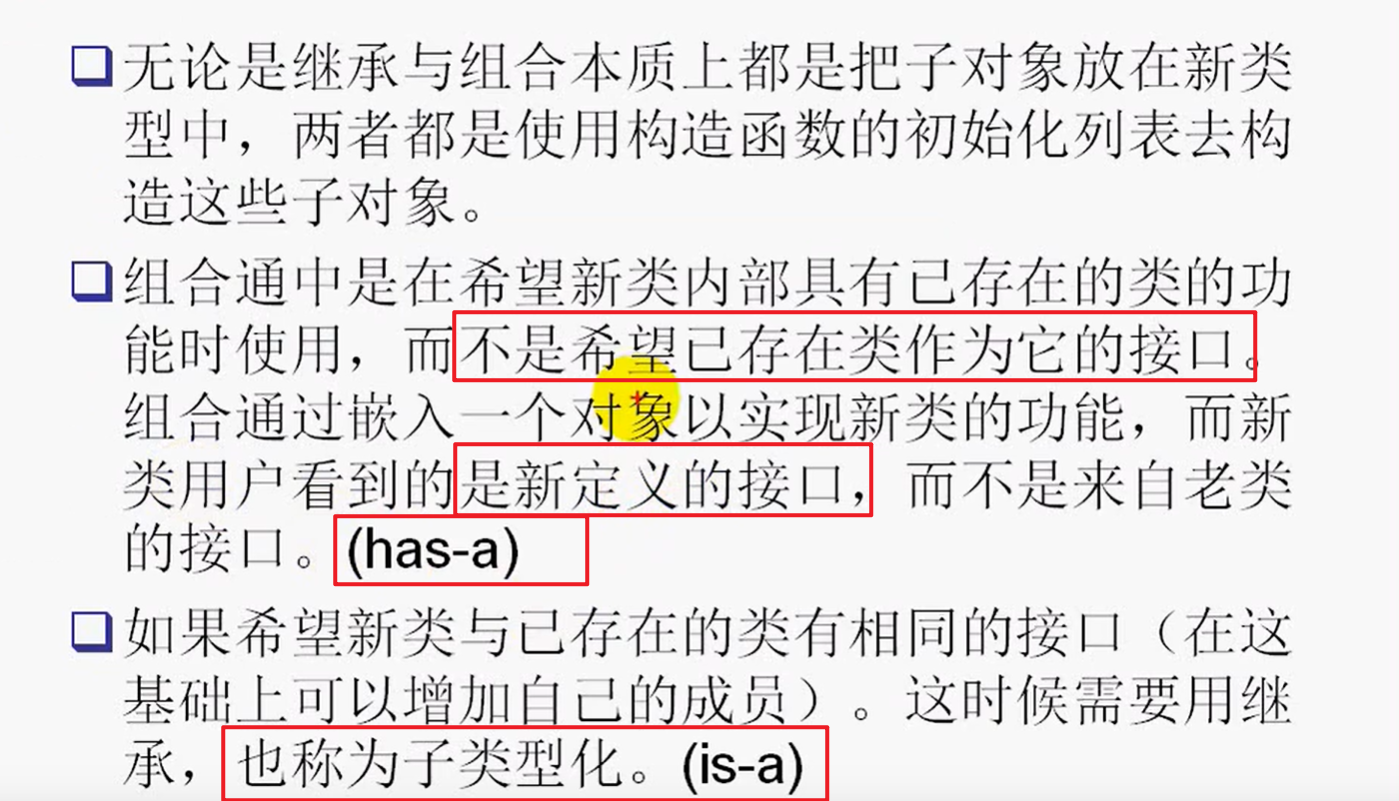 无论是继承与组合本质上都是把子对象放在新类
型中，两者都是使用构造函数的初始化列表去构
造这些子对象。
组合通中是在希望新类内部具有已存在的类的功
能时使用，而不是希望已存在类作为它的接口。
组合通过嵌入一个对象以实现新类的功能，而新
类用户看到的是新定义的接口，而不是来自老类
的接口。(has-a)
如果希望新类与已存在的类有相同的接口（在这
基础上可以增加自己的成员）。这时候需要用继
承，也称为子类型化。(is-a)